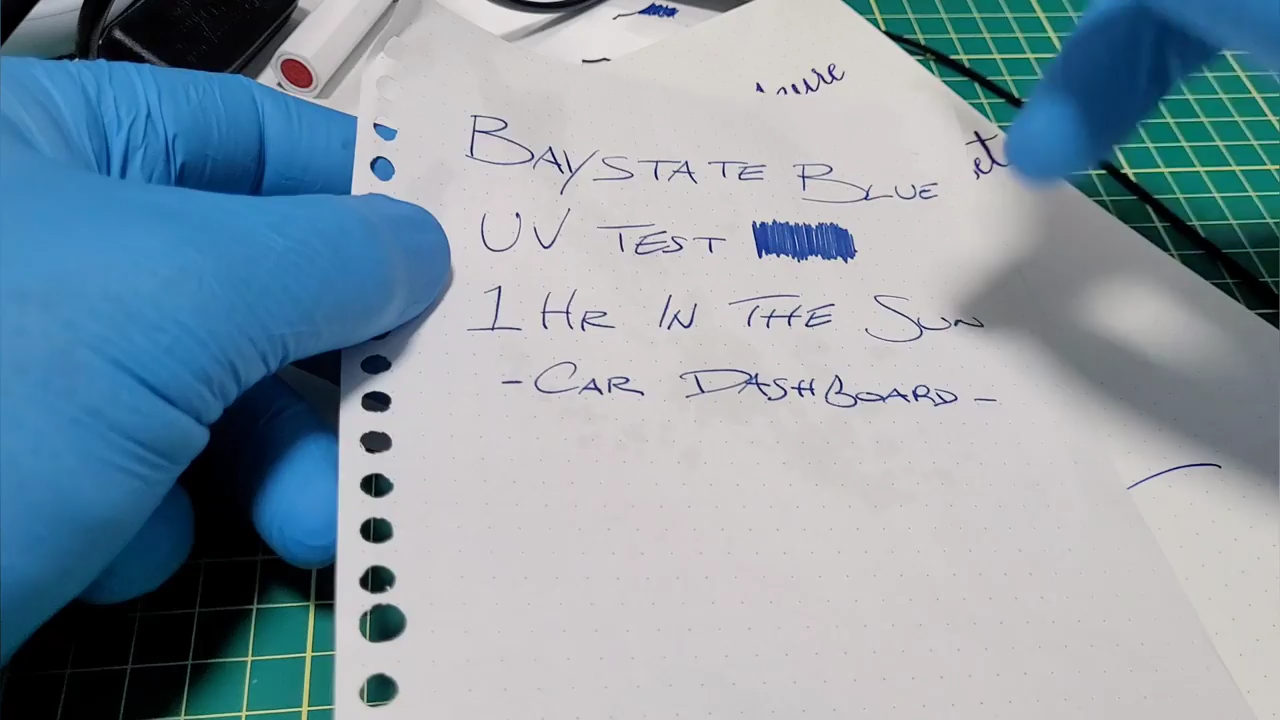 BAYSTATE BLUE
UV TEST
1 HR IN THE SUN
- CAR DASHBOARD -